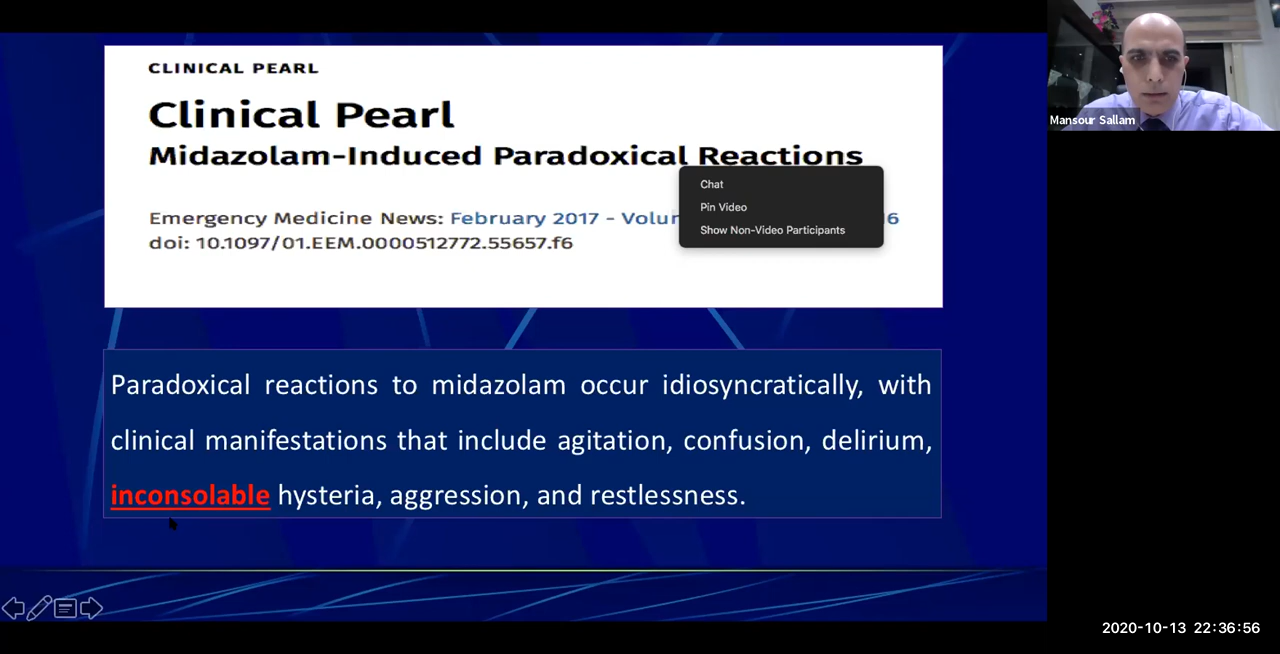 CLINICAL PEARL
Clinical Pearl
Midazolam-Induced Paradoxical Reactions
Emergency Medicine News: February 2017 - 6
doi: 10.1097/01.EEM.0000512772.55657.f6
Chat
Pin Video
Show Non-Video Participants
Paradoxical reactions to midazolam occur idiosyncratically, with
clinical manifestations that include agitation, confusion, delirium,
inconsolable hysteria, aggression, and restlessness.
Mansour Sallam
2020-10-13 22:36:56